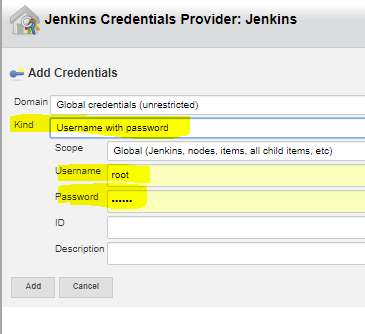 Jenkins Credentials Provider: Jenkins
Add Credentials
Domain Global credentials (unrestricted)
Kind Username with password
Scope Global (Jenkins, nodes, items, all child items, etc)
Username root
Password ••••••
ID
Description
Add Cancel